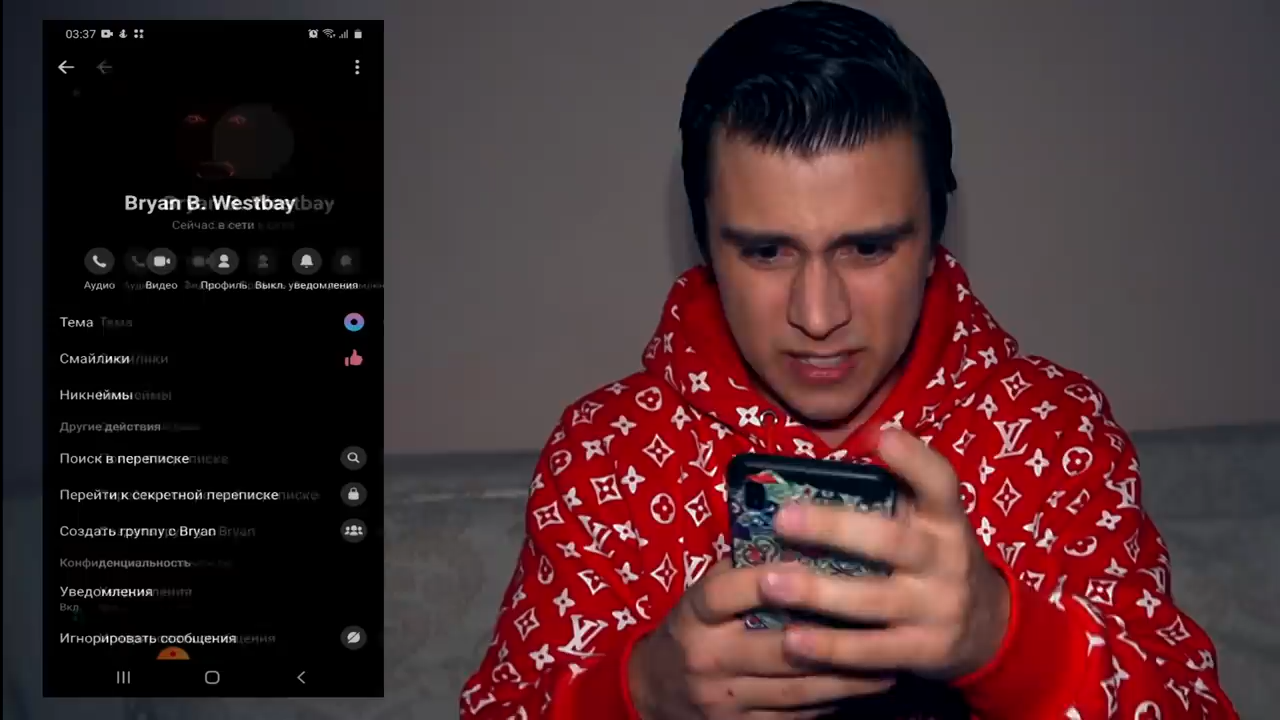 03:37
Bryan B. Westbay
Сейчас в сети
Аудио Видео Профиль Выкл. уведомления
Тема
Смайлики
Никнеймы
Другие действия
Поиск в переписке
Перейти к секретной переписке
Создать группу с Bryan
Конфиденциальность
Уведомления
Вкл.
Игнорировать сообщения